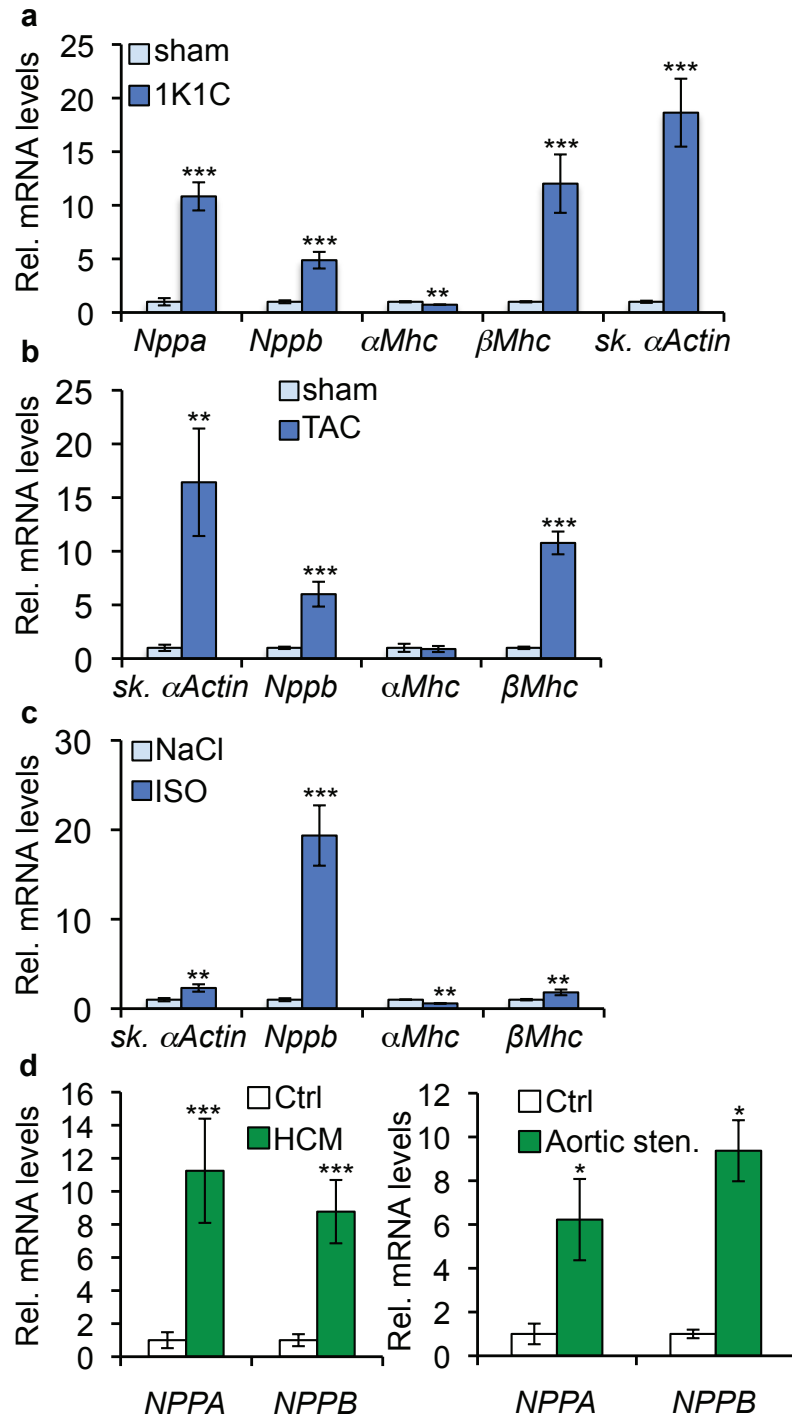 a
Rel. mRNA levels
25
20
15
10
5
0
sham
1K1C
***
***
**
***
***
Nppa Nppb αMhc βMhc sk. αActin
b
Rel. mRNA levels
25
20
15
10
5
0
sham
TAC
**
***
***
sk. αActin Nppb αMhc βMhc
c
Rel. mRNA levels
30
20
10
0
NaCl
ISO
**
***
**
**
sk. αActin Nppb αMhc βMhc
d
Rel. mRNA levels
16
14
12
10
8
6
4
2
0
Ctrl
HCM
***
***
NPPA NPPB
Rel. mRNA levels
12
10
8
6
4
2
0
Ctrl
Aortic sten.
*
*
NPPA NPPB